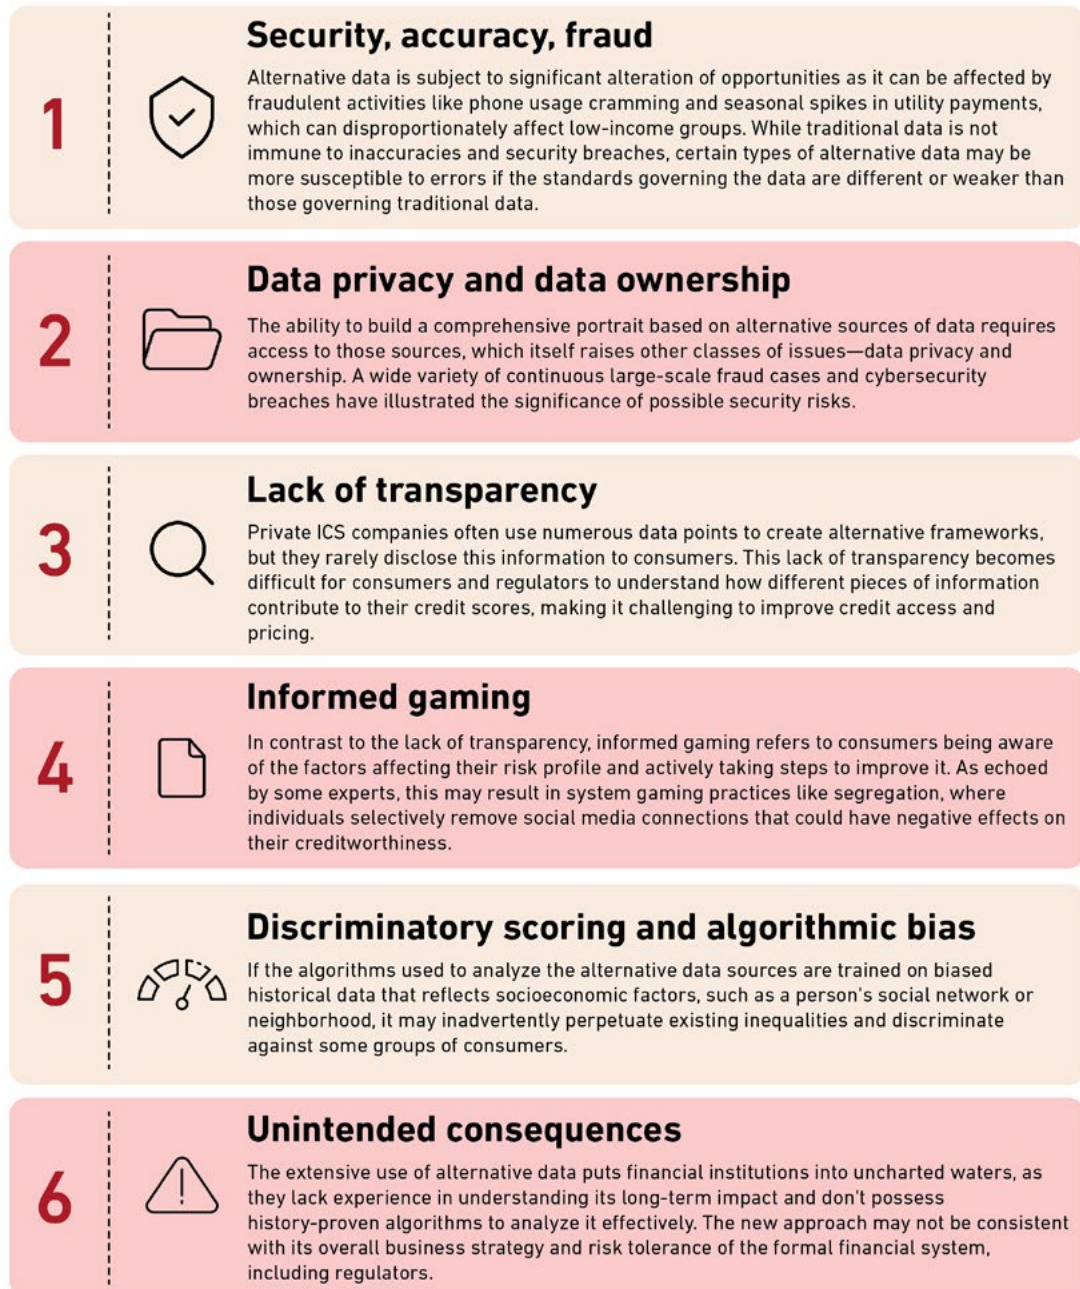 Security, accuracy, fraud
1
Alternative data is subject to significant alteration of opportunities as it can be affected by
fraudulent activities like phone usage cramming and seasonal spikes in utility payments,
which can disproportionately affect low-income groups. While traditional data is not
immune to inaccuracies and security breaches, certain types of alternative data may be
more susceptible to errors if the standards governing the data are different or weaker than
those governing traditional data.
Data privacy and data ownership
2
The ability to build a comprehensive portrait based on alternative sources of data requires
access to those sources, which itself raises other classes of issues—data privacy and
ownership. A wide variety of continuous large-scale fraud cases and cybersecurity
breaches have illustrated the significance of possible security risks.
Lack of transparency
3
Private ICS companies often use numerous data points to create alternative frameworks,
but they rarely disclose this information to consumers. This lack of transparency becomes
difficult for consumers and regulators to understand how different pieces of information
contribute to their credit scores, making it challenging to improve credit access and
pricing.
Informed gaming
4
In contrast to the lack of transparency, informed gaming refers to consumers being aware
of the factors affecting their risk profile and actively taking steps to improve it. As echoed
by some experts, this may result in system gaming practices like segregation, where
individuals selectively remove social media connections that could have negative effects on
their creditworthiness.
Discriminatory scoring and algorithmic bias
5
If the algorithms used to analyze the alternative data sources are trained on biased
historical data that reflects socioeconomic factors, such as a person's social network or
neighborhood, it may inadvertently perpetuate existing inequalities and discriminate
against some groups of consumers.
Unintended consequences
6
The extensive use of alternative data puts financial institutions into uncharted waters, as
they lack experience in understanding its long-term impact and don't possess
history-proven algorithms to analyze it effectively. The new approach may not be consistent
with its overall business strategy and risk tolerance of the formal financial system,
including regulators.